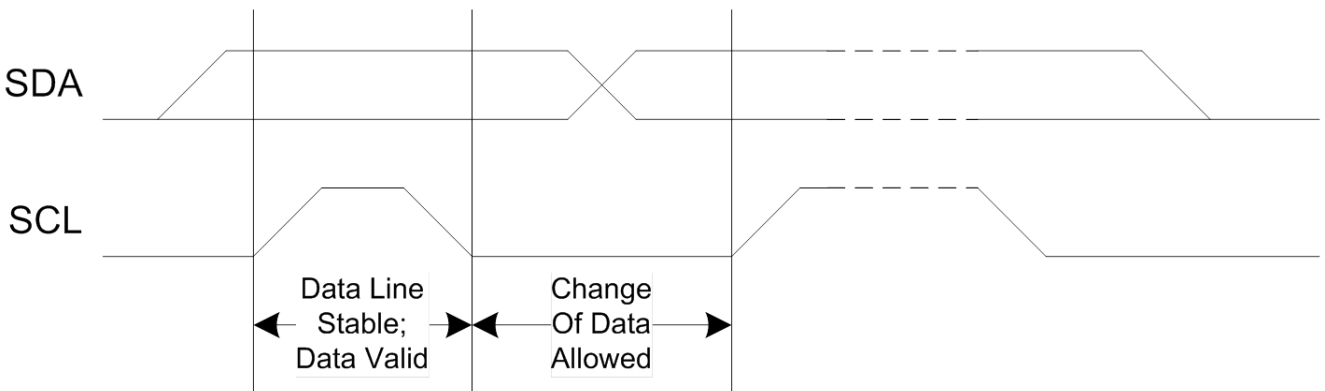 SDA
SCL
Data Line
Stable;
Data Valid
Change
Of Data
Allowed